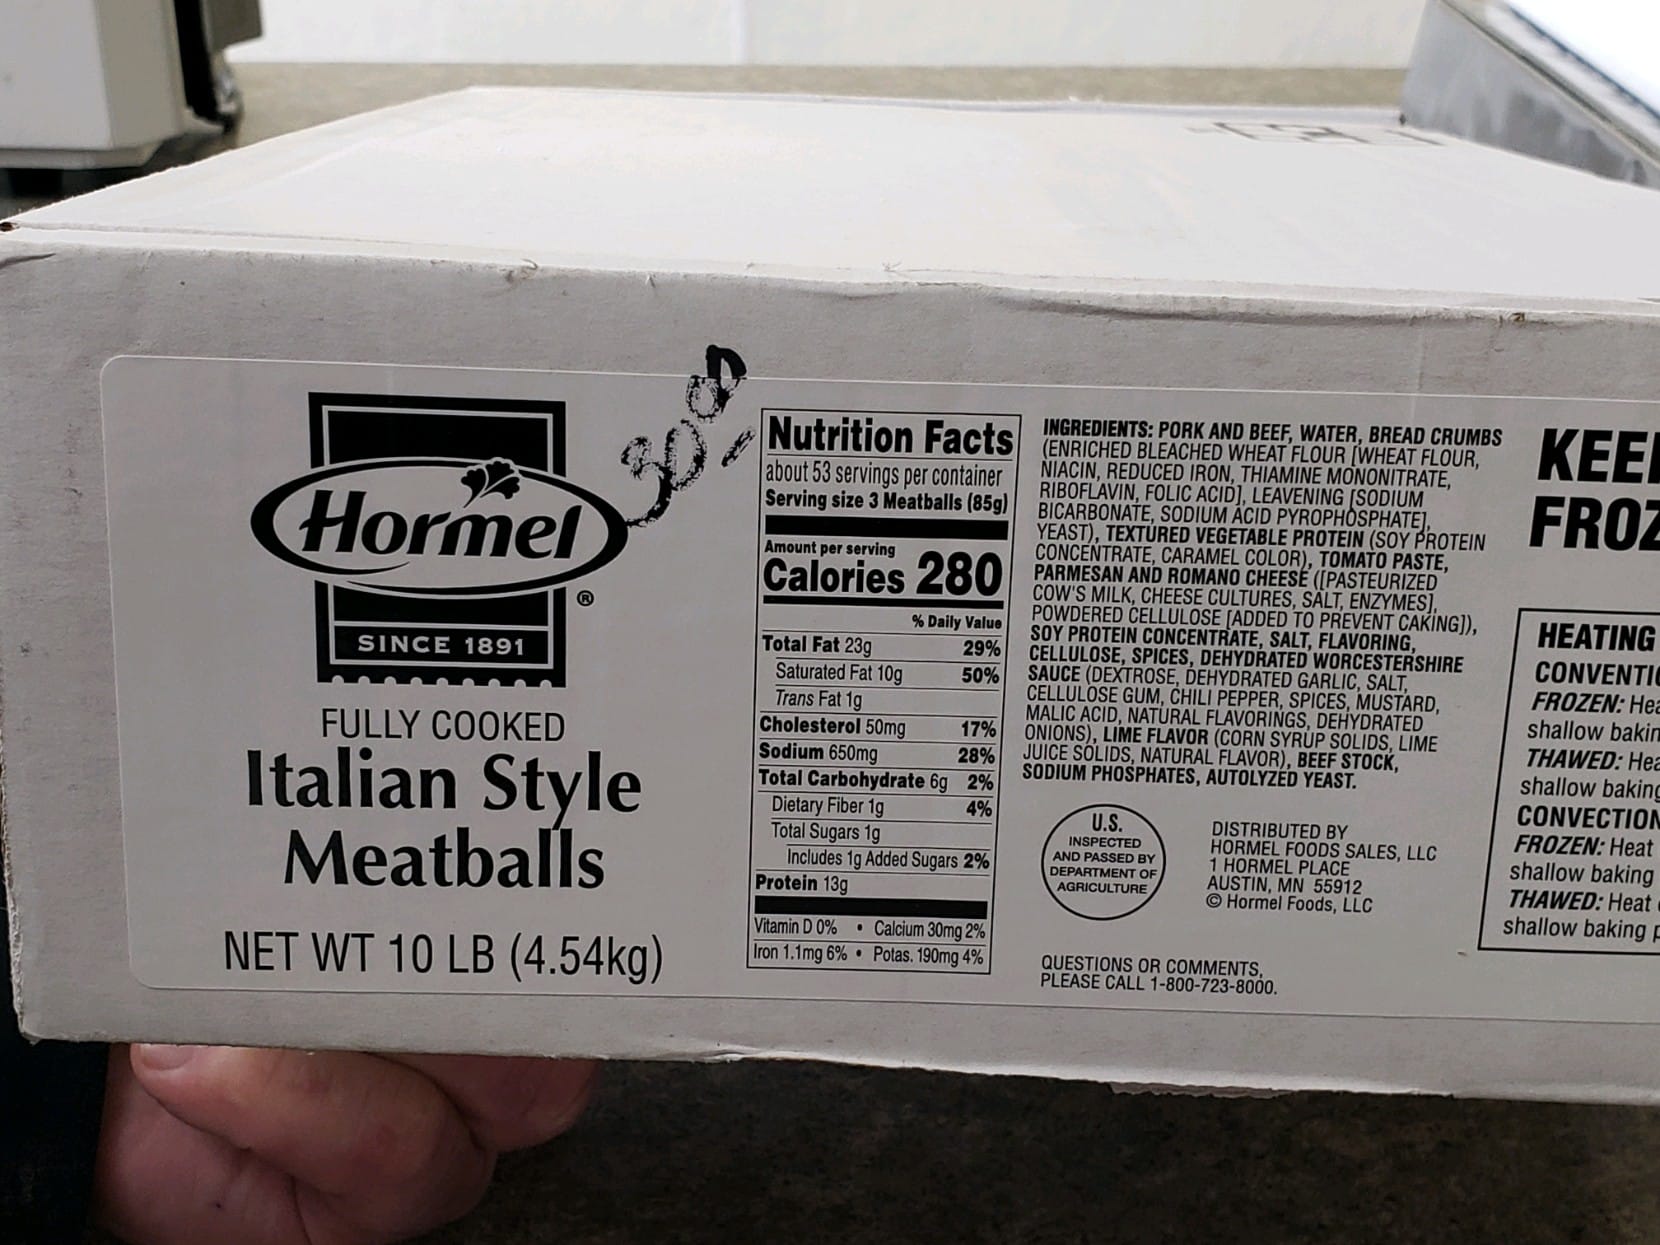 30-00
Hormel
®
SINCE 1891
FULLY COOKED
Italian Style
Meatballs
NET WT 10 LB (4.54kg)
Nutrition Facts
about 53 servings per container
Serving size 3 Meatballs (85g)
Amount per serving
Calories 280
% Daily Value
Total Fat 23g 29%
Saturated Fat 10g 50%
Trans Fat 1g
Cholesterol 50mg 17%
Sodium 650mg 28%
Total Carbohydrate 6g 2%
Dietary Fiber 1g 4%
Total Sugars 1g
Includes 1g Added Sugars 2%
Protein 13g
Vitamin D 0% • Calcium 30mg 2%
Iron 1.1mg 6% • Potas. 190mg 4%
INGREDIENTS: PORK AND BEEF, WATER, BREAD CRUMBS
(ENRICHED BLEACHED WHEAT FLOUR [WHEAT FLOUR,
NIACIN, REDUCED IRON, THIAMINE MONONITRATE,
RIBOFLAVIN, FOLIC ACID], LEAVENING [SODIUM
BICARBONATE, SODIUM ACID PYROPHOSPHATE],
YEAST), TEXTURED VEGETABLE PROTEIN (SOY PROTEIN
CONCENTRATE, CARAMEL COLOR), TOMATO PASTE,
PARMESAN AND ROMANO CHEESE ([PASTEURIZED
COW'S MILK, CHEESE CULTURES, SALT, ENZYMES],
POWDERED CELLULOSE [ADDED TO PREVENT CAKING]),
SOY PROTEIN CONCENTRATE, SALT, FLAVORING,
CELLULOSE, SPICES, DEHYDRATED WORCESTERSHIRE
SAUCE (DEXTROSE, DEHYDRATED GARLIC, SALT,
CELLULOSE GUM, CHILI PEPPER, SPICES, MUSTARD,
MALIC ACID, NATURAL FLAVORINGS, DEHYDRATED
ONIONS), LIME FLAVOR (CORN SYRUP SOLIDS, LIME
JUICE SOLIDS, NATURAL FLAVOR), BEEF STOCK,
SODIUM PHOSPHATES, AUTOLYZED YEAST.
U.S.
INSPECTED
AND PASSED BY
DEPARTMENT OF
AGRICULTURE
DISTRIBUTED BY
HORMEL FOODS SALES, LLC
1 HORMEL PLACE
AUSTIN, MN 55912
© Hormel Foods, LLC
QUESTIONS OR COMMENTS,
PLEASE CALL 1-800-723-8000.
KEE
FROZ
HEATING
CONVENTI
FROZEN: Hea
shallow bakin
THAWED: Hea
shallow baking
CONVECTION
FROZEN: Heat
shallow baking
THAWED: Heat
shallow baking p